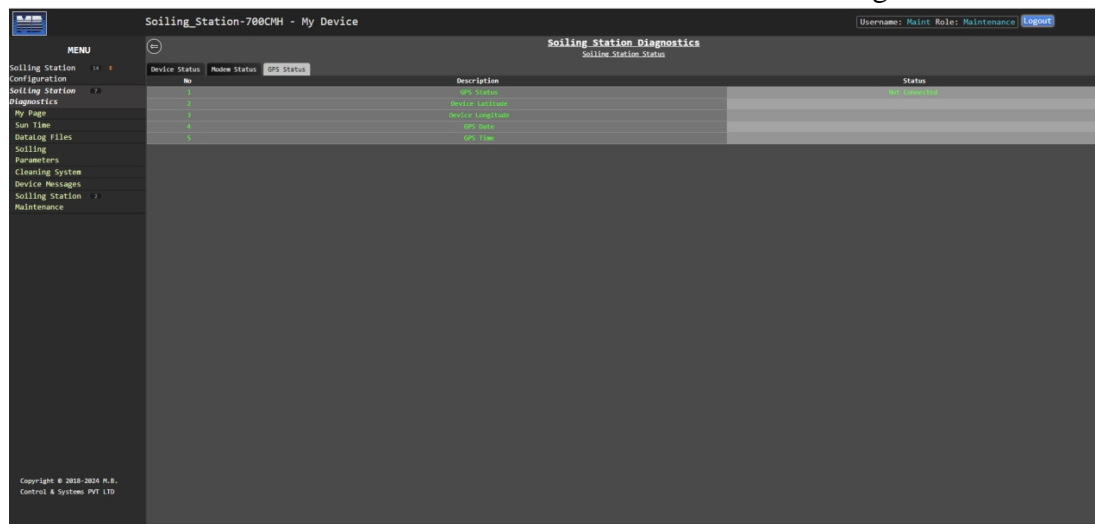 Soiling_Station-700CMH - My Device
Username: Maint Role: Maintenance Logout
MENU
Soiling Station Diagnostics
Soiling Station Status
Device Status Modem Status GPS Status
Soiling Station 14
Configuration
Soiling Station 2
Diagnostics
My Page
Sun Time
DataLog Files
Soiling
Parameters
Cleaning System
Device Messages
Soiling Station 2
Maintenance
No Description Status
1 GPS Status Not Connected
2 Device Latitude
3 Device Longitude
4 GPS Date
5 GPS Time
Copyright © 2018-2024 M.B.
Control & Systems PVT LTD